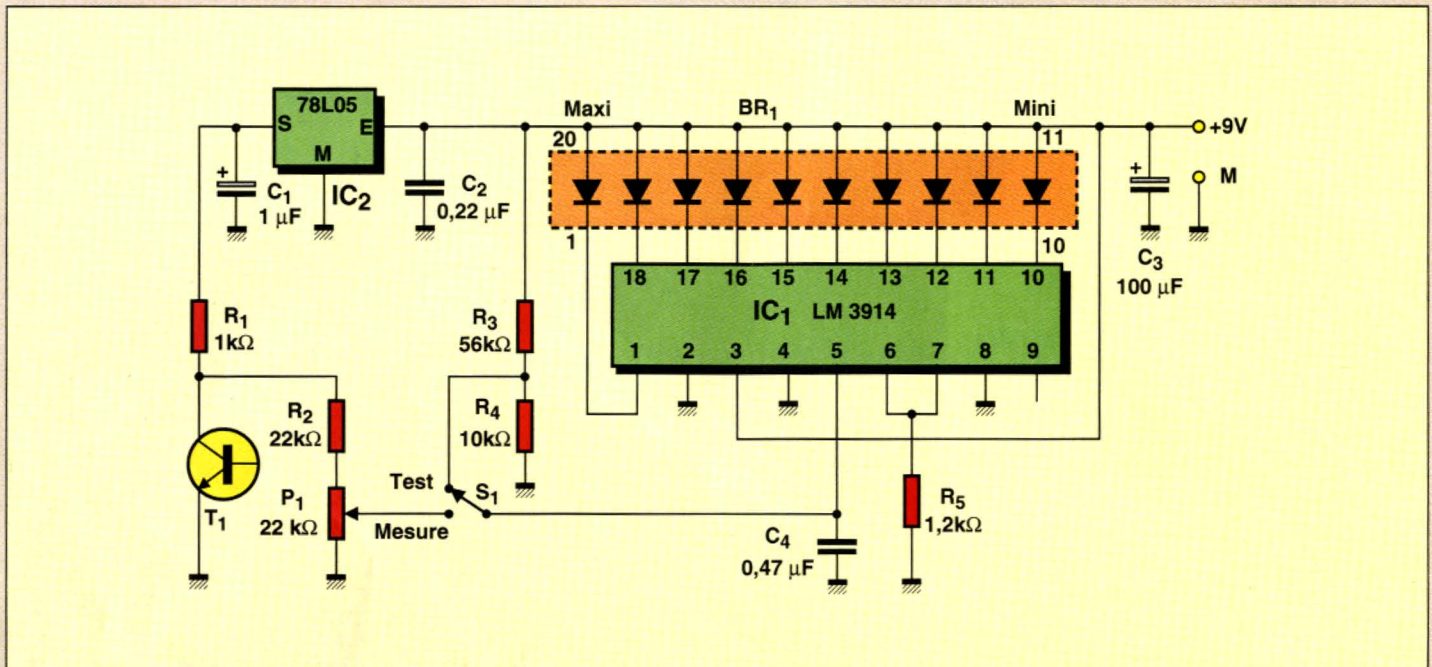 78L05
S
E
M
IC2
+
C1
1 µF
C2
0,22 µF
Maxi
BR1
Mini
20
11
1
10
+9V
M
+
C3
100 µF
18 17 16 15 14 13 12 11 10
IC1 LM 3914
1 2 3 4 5 6 7 8 9
R1
1kΩ
R3
56kΩ
R2
22kΩ
R4
10kΩ
T1
P1
22 kΩ
Test
S1
Mesure
C4
0,47 µF
R5
1,2kΩ